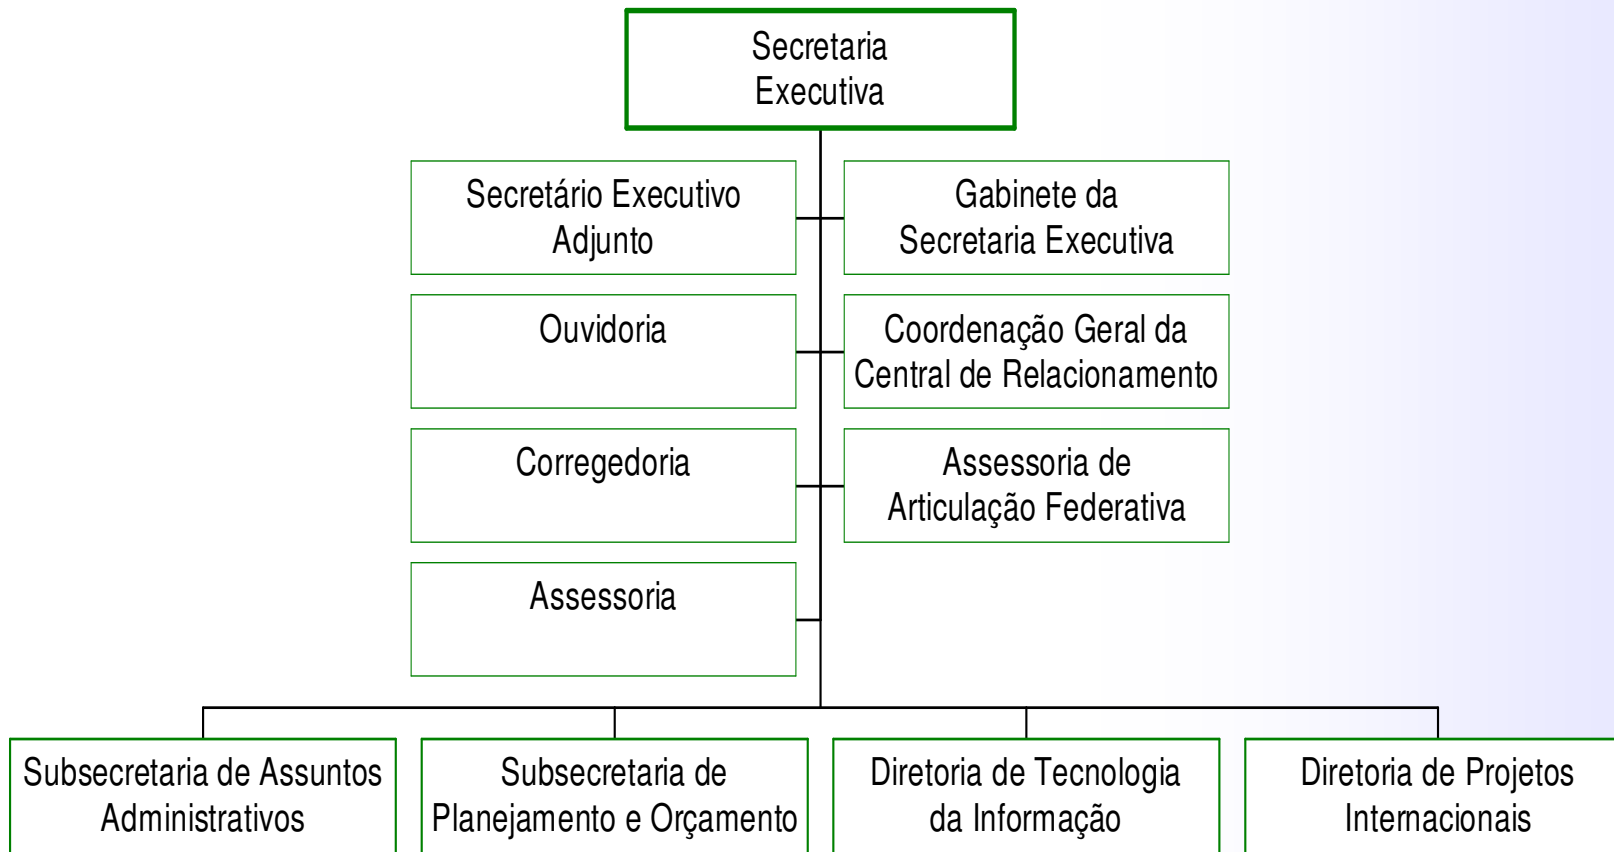 Secretaria
Executiva
Secretário Executivo
Adjunto
Gabinete da
Secretaria Executiva
Ouvidoria
Coordenação Geral da
Central de Relacionamento
Corregedoria
Assessoria de
Articulação Federativa
Assessoria
Subsecretaria de Assuntos
Administrativos
Subsecretaria de
Planejamento e Orçamento
Diretoria de Tecnologia
da Informação
Diretoria de Projetos
Internacionais